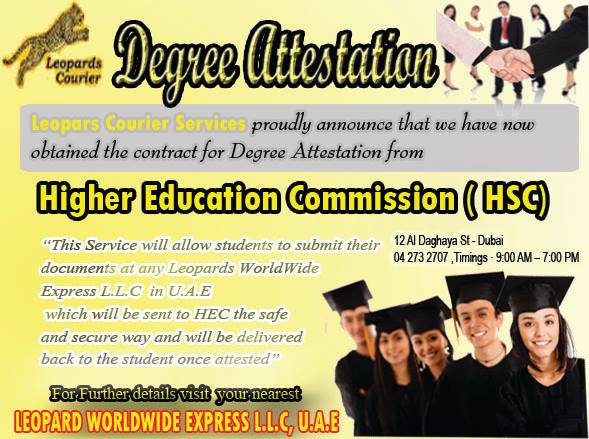 Leopards
Courier
Degree Attestation
Leopars Courier Services proudly announce that we have now
obtained the contract for Degree Attestation from
Higher Education Commission ( HSC)
“This Service will allow students to submit their
documents at any Leopards WorldWide
Express L.L.C in U.A.E
which will be sent to HEC the safe
and secure way and will be delivered
back to the student once attested”
12 Al Daghaya St - Dubai
04 273 2707 ,Timings · 9:00 AM – 7:00 PM
For Further details visit your nearest
LEOPARD WORLDWIDE EXPRESS L.L.C, U.A.E